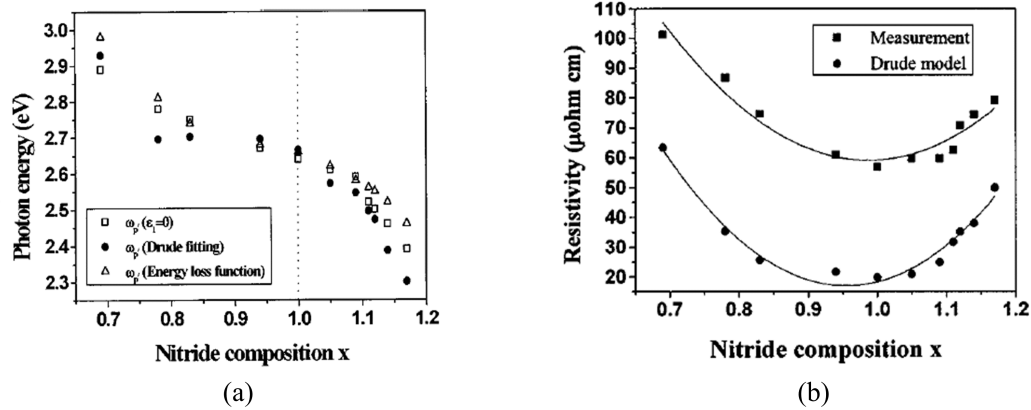 3.0
2.9
2.8
2.7
2.6
2.5
2.4
2.3
Photon energy (eV)
ωp' (ε1=0)
ωp' (Drude fitting)
ωp' (Energy loss function)
0.7 0.8 0.9 1.0 1.1 1.2
Nitride composition x
(a)
110
100
90
80
70
60
50
40
30
20
Resistivity (μohm cm)
Measurement
Drude model
0.7 0.8 0.9 1.0 1.1 1.2
Nitride composition x
(b)